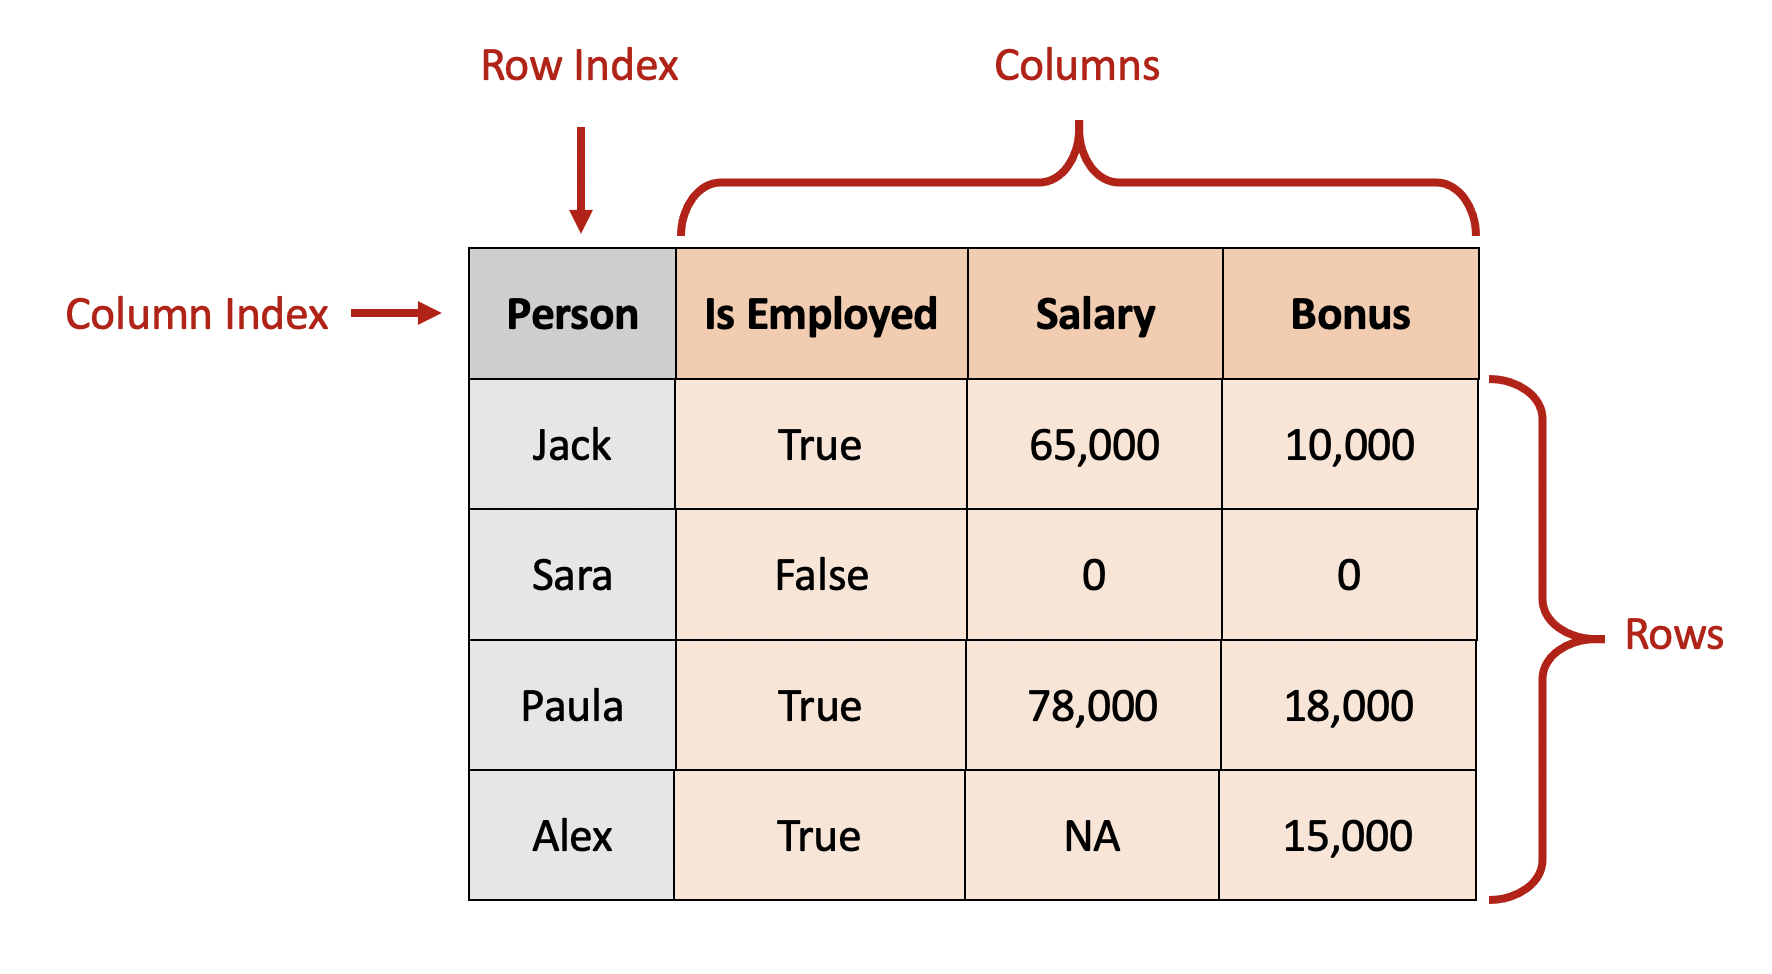 Row Index
Columns
Column Index
Person Is Employed Salary Bonus
Jack True 65,000 10,000
Sara False 0 0
Paula True 78,000 18,000
Alex True NA 15,000
Rows